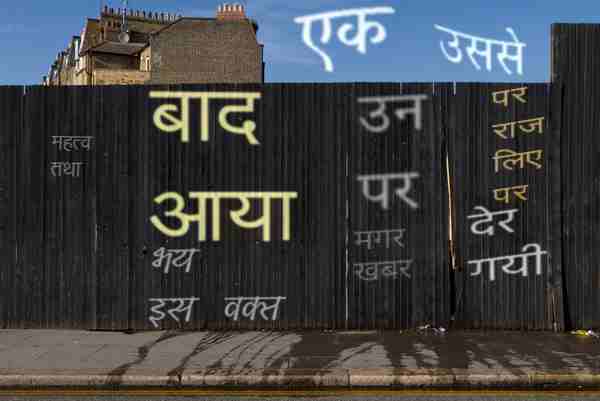 एक
उससे
महत्व
तथा
बाद
आया
भय
इस वक्त
उन
पर
मगर
खबर
पर
राज
लिए
पर
देर
गयी